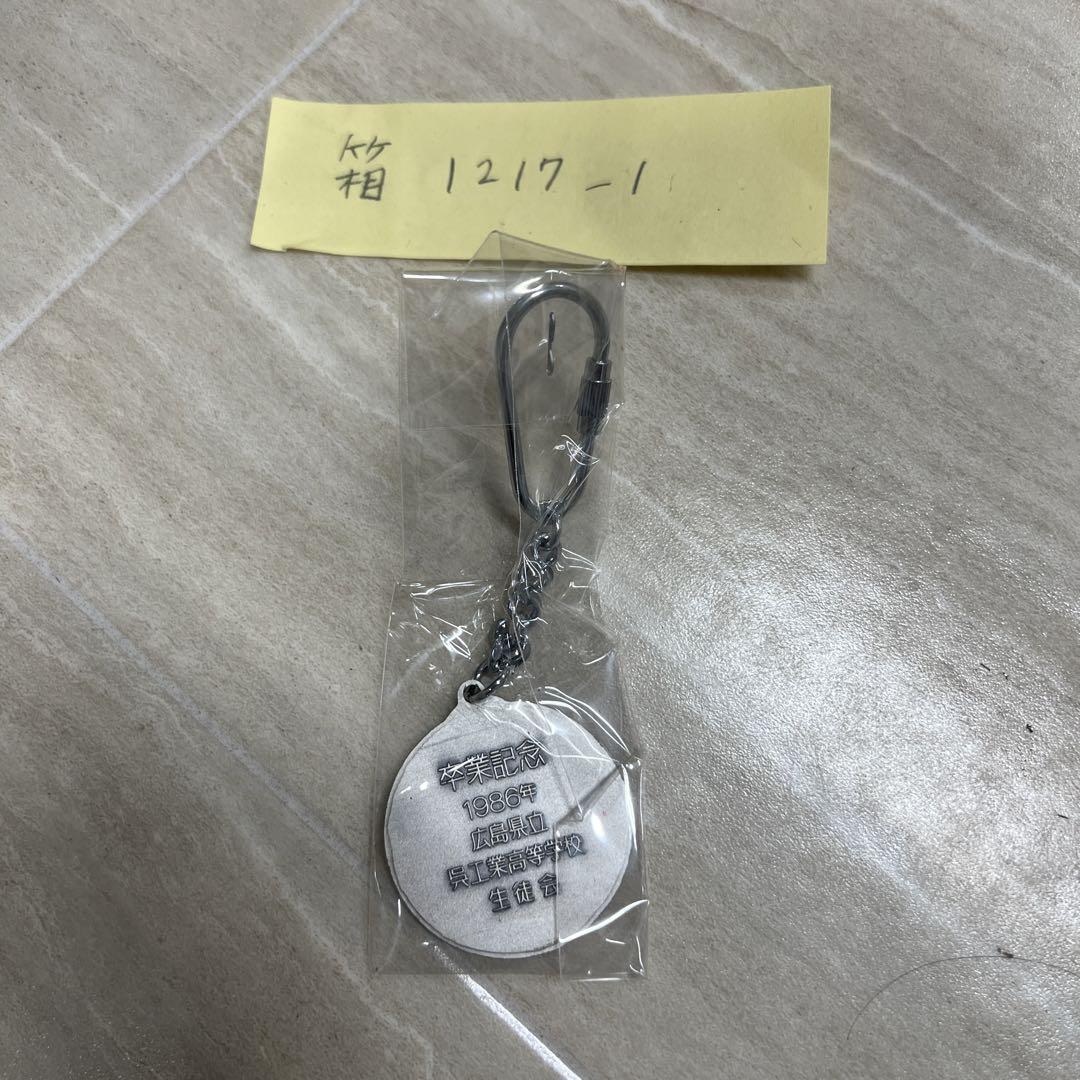 箱 1217-1
卒業記念
1986年
広島県立
呉工業高等学校
生徒会